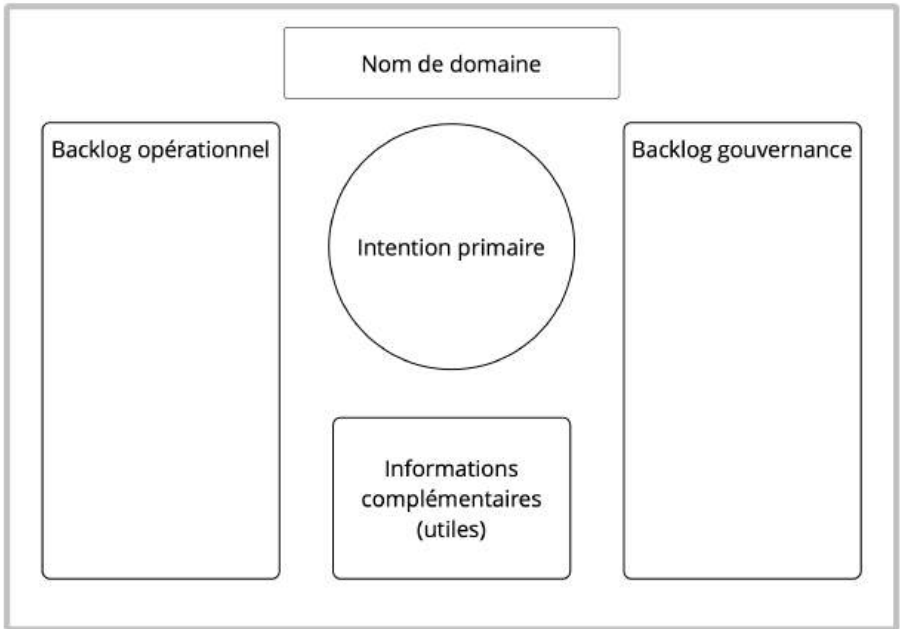 Nom de domaine
Backlog opérationnel
Intention primaire
Backlog gouvernance
Informations
complémentaires
(utiles)